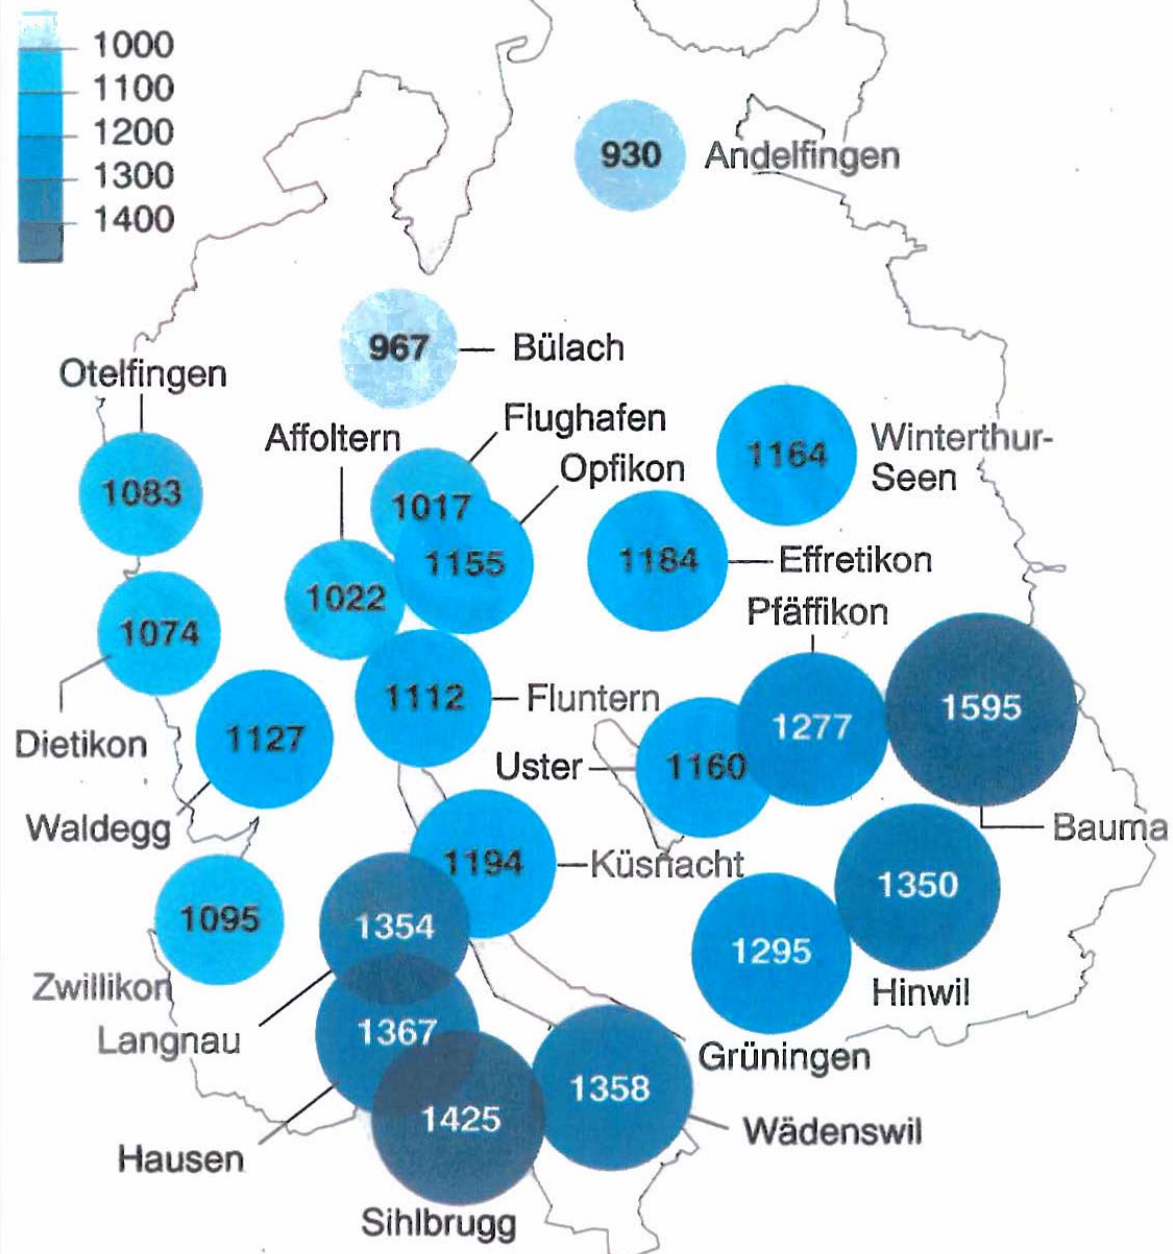 1000
1100
1200
1300
1400
930 Andelfingen
967 Bülach
Otelfingen
1083
Affoltern
1022
Flughafen
1017
Opfikon
1155
1164 Winterthur-
Seen
1184 Effretikon
1074
Dietikon
1127
Waldegg
1112 Fluntern
Pfäffikon
1277
1595
Bauma
Uster 1160
1194 Küsnacht
1350
Hinwil
1095
Zwillikon
1354
Langnau
1295
Grüningen
1367
Hausen
1425
Sihlbrugg
1358
Wädenswil